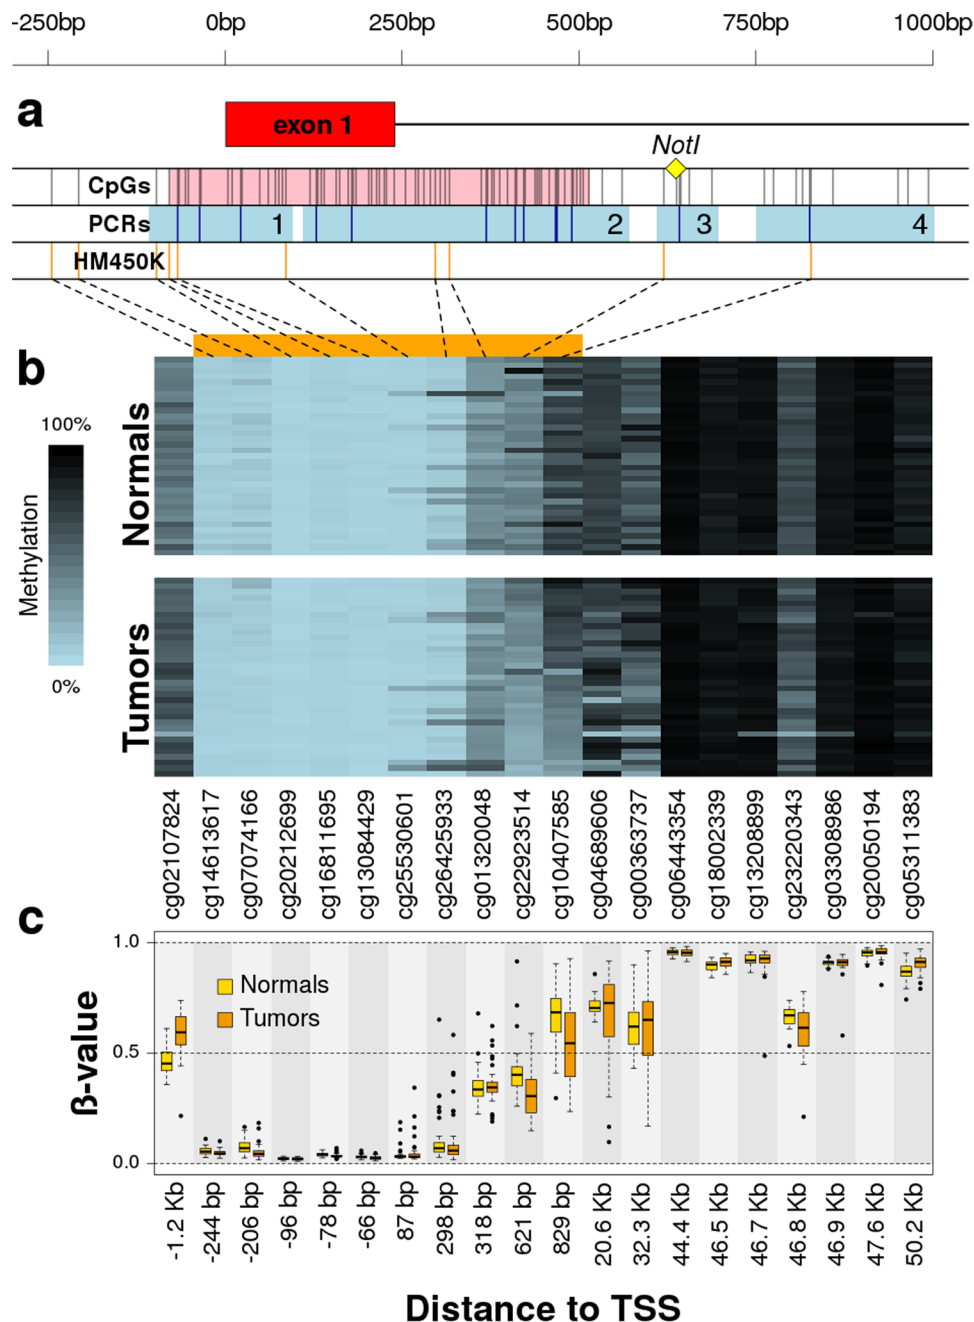 -250bp 0bp 250bp 500bp 750bp 1000bp
a
exon 1
NotI
CpGs
PCRs 1 2 3 4
HM450K
b
100%
Methylation
0%
Normals
Tumors
cg02107824 cg14613617 cg07074166 cg20212699 cg16811695 cg13084429 cg25530601 cg26425933 cg01320048 cg22923514 cg10407585 cg04689606 cg00363737 cg06443354 cg18002339 cg13208899 cg23220343 cg03308986 cg20050194 cg05311383
c
1.0
Normals
Tumors
0.5
0.0
ß-value
-1.2 Kb -244 bp -206 bp -96 bp -78 bp -66 bp 87 bp 298 bp 318 bp 621 bp 829 bp 20.6 Kb 32.3 Kb 44.4 Kb 46.5 Kb 46.7 Kb 46.8 Kb 46.9 Kb 47.6 Kb 50.2 Kb
Distance to TSS